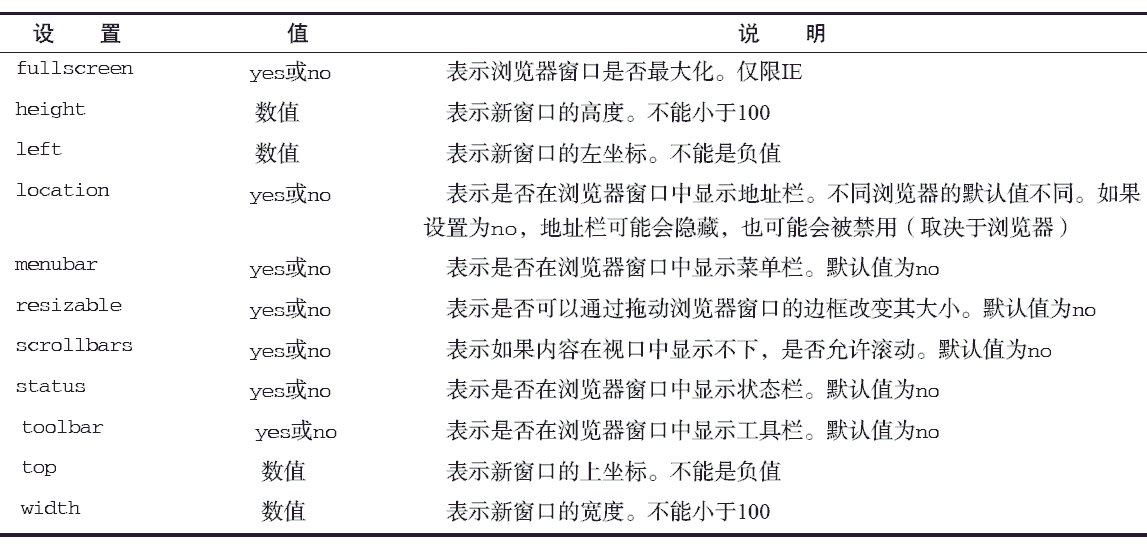 设 置 值 说 明
fullscreen yes或no 表示浏览器窗口是否最大化。仅限IE
height 数值 表示新窗口的高度。不能小于100
left 数值 表示新窗口的左坐标。不能是负值
location yes或no 表示是否在浏览器窗口中显示地址栏。不同浏览器的默认值不同。如果
设置为no，地址栏可能会隐藏，也可能会被禁用（取决于浏览器）
menubar yes或no 表示是否在浏览器窗口中显示菜单栏。默认值为no
resizable yes或no 表示是否可以通过拖动浏览器窗口的边框改变其大小。默认值为no
scrollbars yes或no 表示如果内容在视口中显示不下，是否允许滚动。默认值为no
status yes或no 表示是否在浏览器窗口中显示状态栏。默认值为no
toolbar yes或no 表示是否在浏览器窗口中显示工具栏。默认值为no
top 数值 表示新窗口的上坐标。不能是负值
width 数值 表示新窗口的宽度。不能小于100